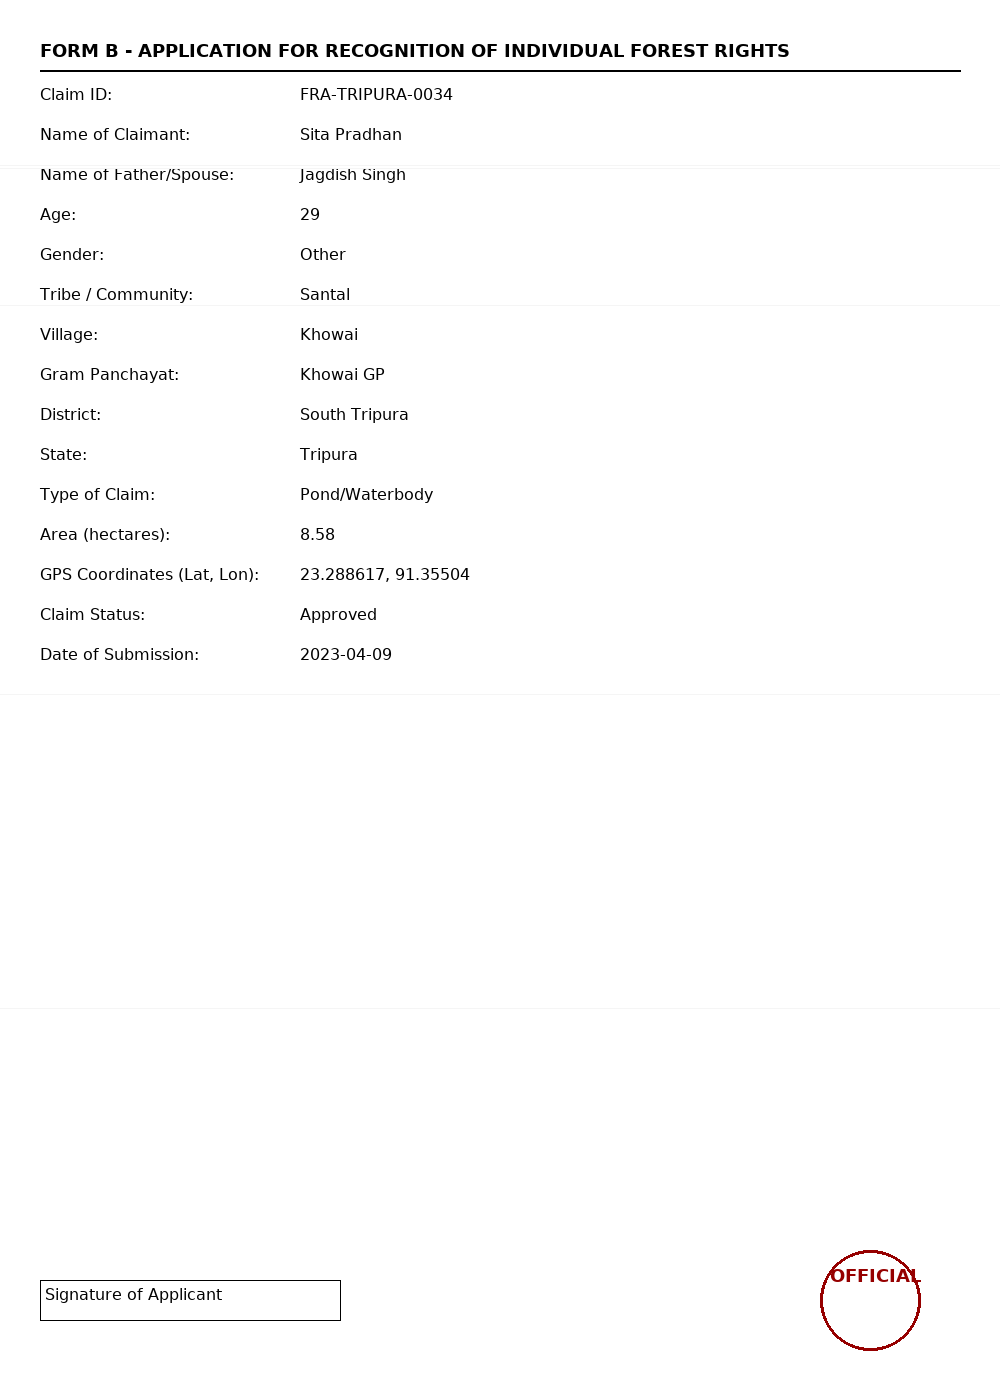 FORM B - APPLICATION FOR RECOGNITION OF INDIVIDUAL FOREST RIGHTS
Claim ID: FRA-TRIPURA-0034
Name of Claimant: Sita Pradhan
Name of Father/Spouse: Jagdish Singh
Age: 29
Gender: Other
Tribe / Community: Santal
Village: Khowai
Gram Panchayat: Khowai GP
District: South Tripura
State: Tripura
Type of Claim: Pond/Waterbody
Area (hectares): 8.58
GPS Coordinates (Lat, Lon): 23.288617, 91.35504
Claim Status: Approved
Date of Submission: 2023-04-09
Signature of Applicant
OFFICIAL